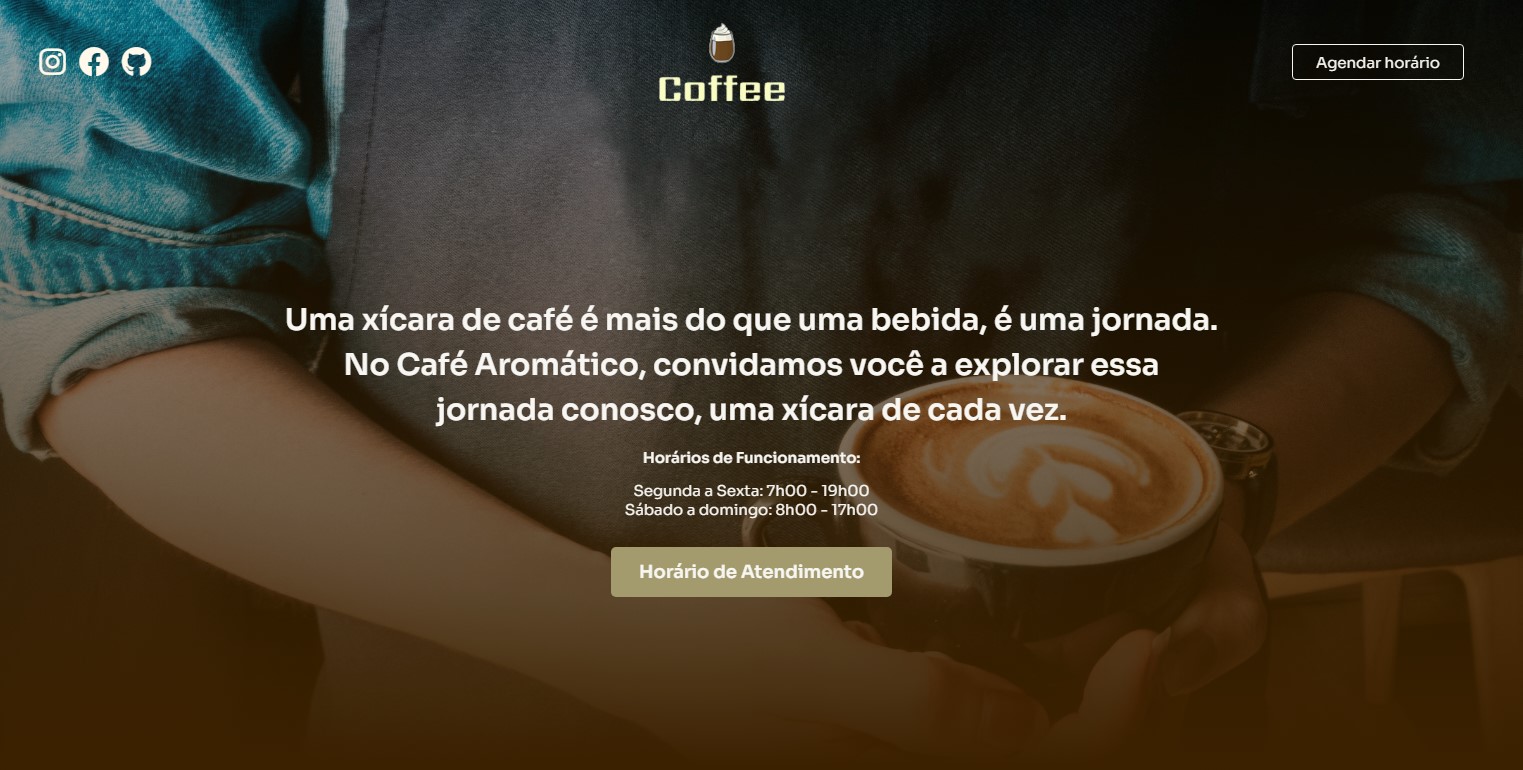 Coffee
Agendar horário
Uma xícara de café é mais do que uma bebida, é uma jornada.
No Café Aromático, convidamos você a explorar essa
jornada conosco, uma xícara de cada vez.
Horários de Funcionamento:
Segunda a Sexta: 7h00 - 19h00
Sábado a domingo: 8h00 - 17h00
Horário de Atendimento